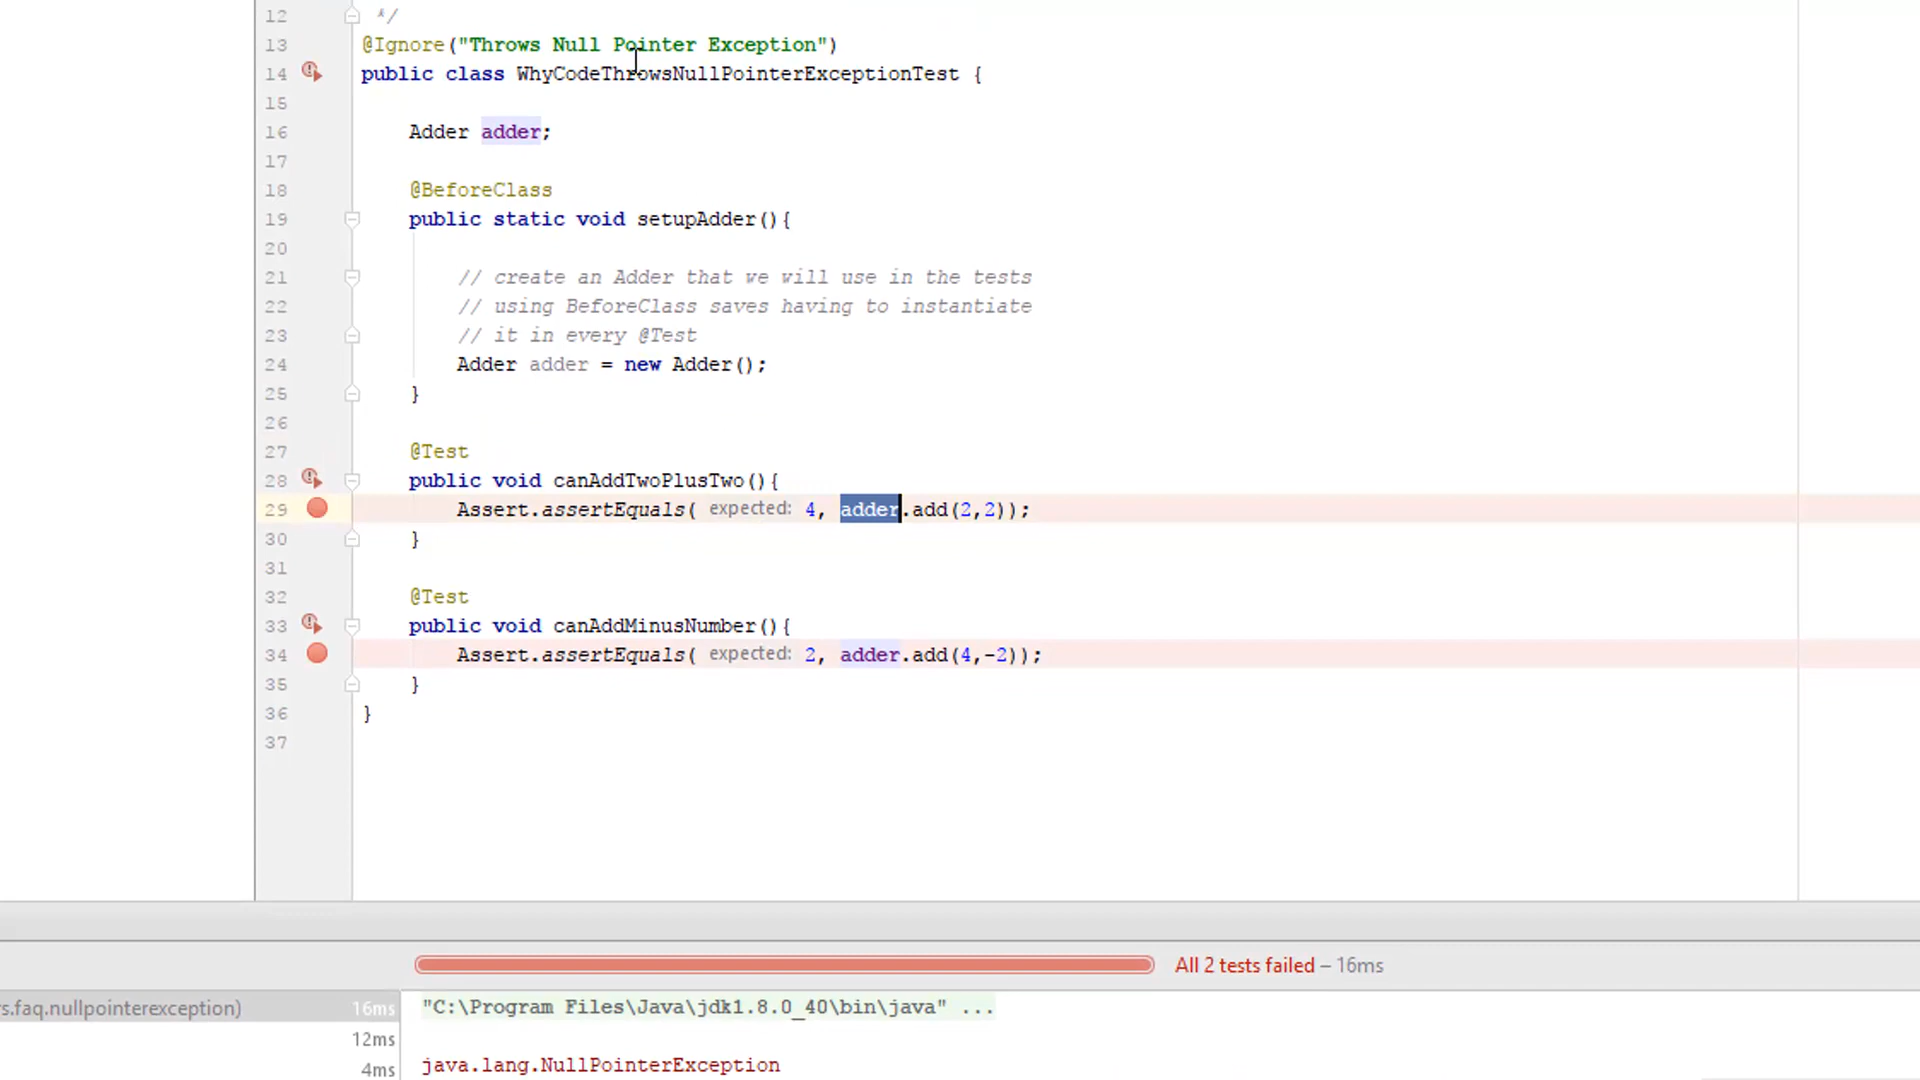 12 */
13 @Ignore("Throws Null Pointer Exception")
14 public class WhyCodeThrowsNullPointerExceptionTest {
15
16 Adder adder;
17
18 @BeforeClass
19 public static void setupAdder(){
20
21 // create an Adder that we will use in the tests
22 // using BeforeClass saves having to instantiate
23 // it in every @Test
24 Adder adder = new Adder();
25 }
26
27 @Test
28 public void canAddTwoPlusTwo(){
29 Assert.assertEquals( expected: 4, adder.add(2,2));
30 }
31
32 @Test
33 public void canAddMinusNumber(){
34 Assert.assertEquals( expected: 2, adder.add(4,-2));
35 }
36 }
37
All 2 tests failed – 16ms
s.faq.nullpointerexception) 16ms
12ms
4ms
"C:\Program Files\Java\jdk1.8.0_40\bin\java" ...
java.lang.NullPointerException